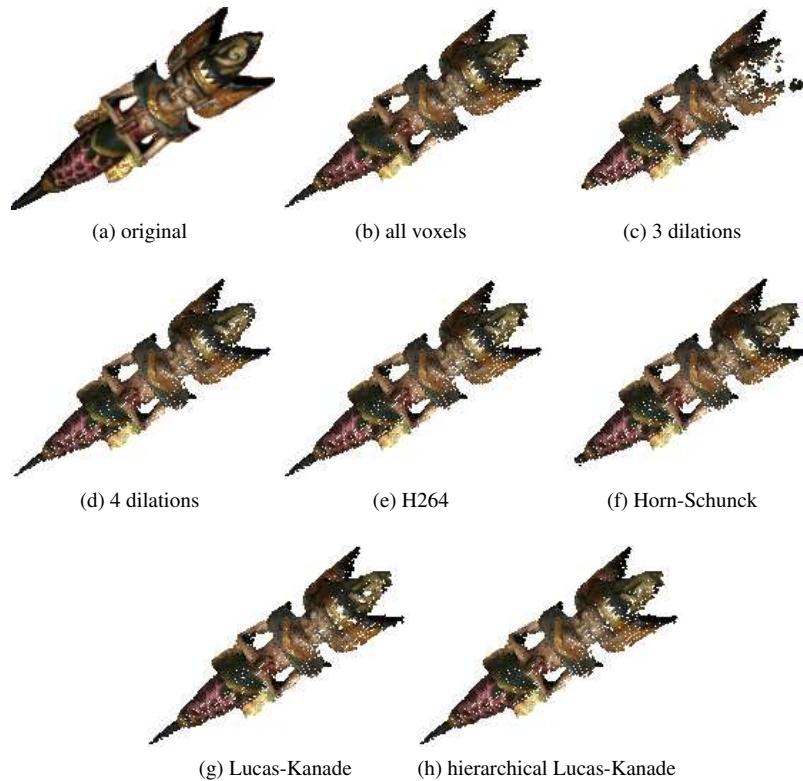 (a) original
(b) all voxels
(c) 3 dilations
(d) 4 dilations
(e) H264
(f) Horn-Schunck
(g) Lucas-Kanade
(h) hierarchical Lucas-Kanade